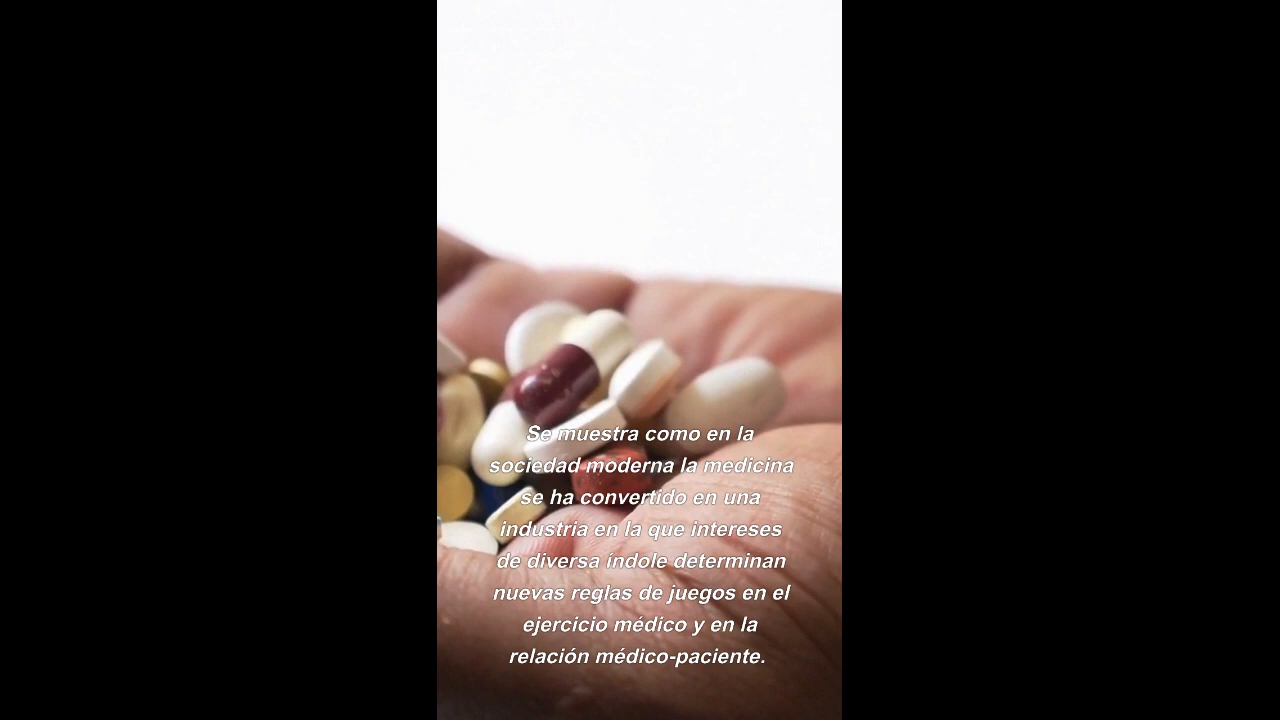 Se muestra como en la
sociedad moderna la medicina
se ha convertido en una
industria en la que intereses
de diversa índole determinan
nuevas reglas de juegos en el
ejercicio médico y en la
relación médico-paciente.